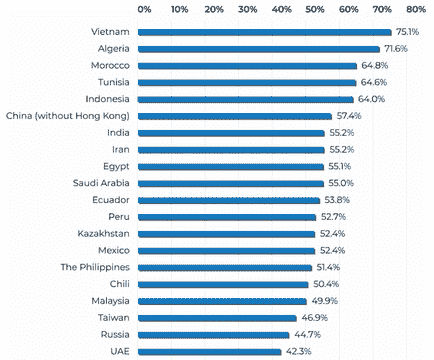 0% 10% 20% 30% 40% 50% 60% 70% 80%
Vietnam 75.1%
Algeria 71.6%
Morocco 64.8%
Tunisia 64.6%
Indonesia 64.0%
China (without Hong Kong) 57.4%
India 55.2%
Iran 55.2%
Egypt 55.1%
Saudi Arabia 55.0%
Ecuador 53.8%
Peru 52.7%
Kazakhstan 52.4%
Mexico 52.4%
The Philippines 51.4%
Chili 50.4%
Malaysia 49.9%
Taiwan 46.9%
Russia 44.7%
UAE 42.3%